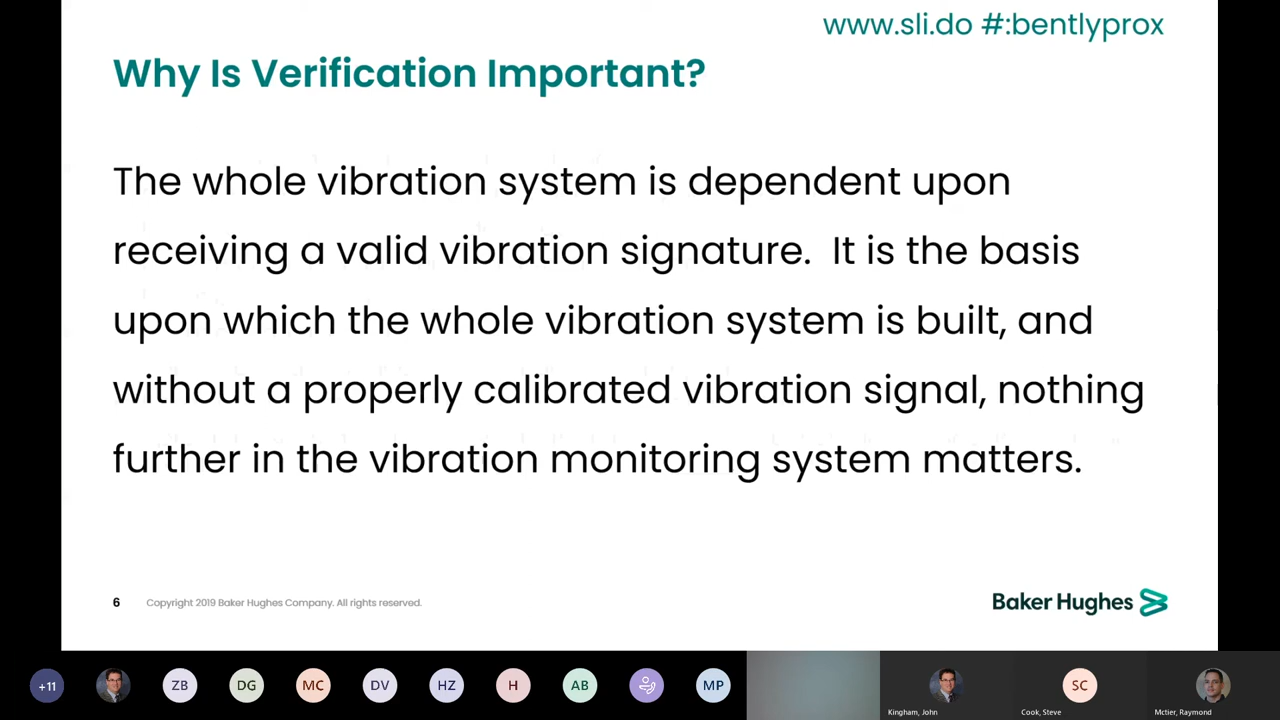 www.sli.do #:bentlyprox
Why Is Verification Important?
The whole vibration system is dependent upon
receiving a valid vibration signature.  It is the basis
upon which the whole vibration system is built, and
without a properly calibrated vibration signal, nothing
further in the vibration monitoring system matters.
6
Copyright 2019 Baker Hughes Company. All rights reserved.
Baker Hughes
+11
ZB
DG
MC
DV
HZ
H
AB
MP
SC
Kingham, John
Cook, Steve
Mctier, Raymond